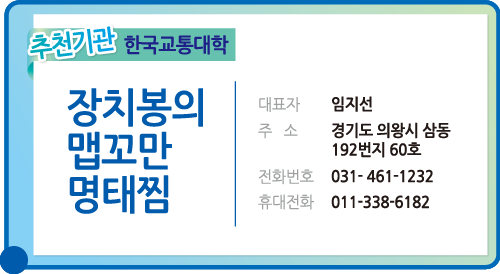 추천기관 한국교통대학
장치봉의
맵꼬만
명태찜
대표자 임지선
주 소 경기도 의왕시 삼동
192번지 60호
전화번호 031- 461-1232
휴대전화 011-338-6182